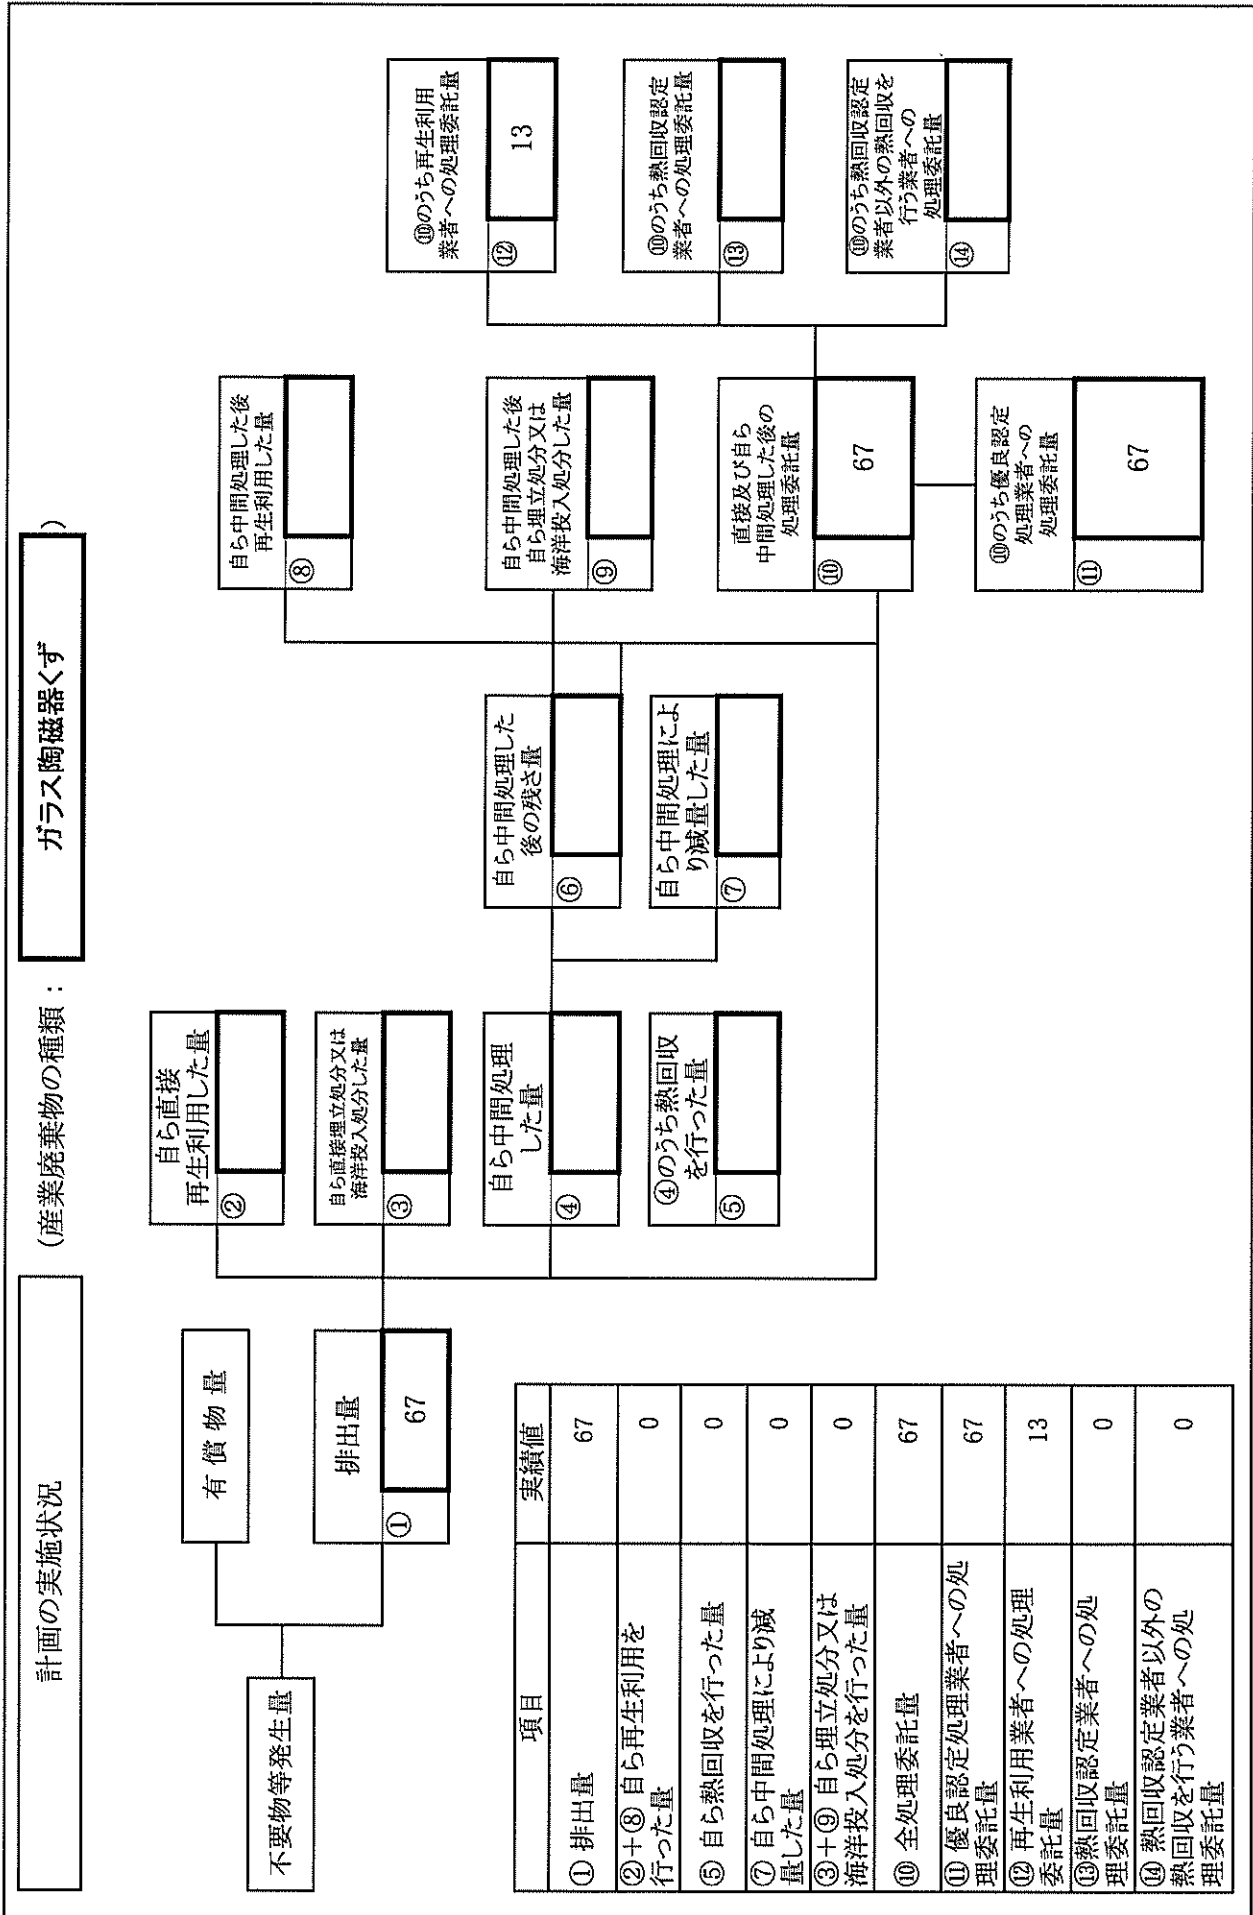 計画の実施状況
(産業廃棄物の種類：
ガラス陶磁器くず
)
不要物等発生量
有 償 物 量
排出量
①
67
自ら直接
再生利用した量
②
自ら直接埋立処分又は
海洋投入処分した量
③
自ら中間処理
した量
④
④のうち熱回収
を行った量
⑤
自ら中間処理した
後の残さ量
⑥
自ら中間処理によ
り減量した量
⑦
自ら中間処理した後
再生利用した量
⑧
自ら中間処理した後
自ら埋立処分又は
海洋投入処分した量
⑨
直接及び自ら
中間処理した後の
処理委託量
⑩
67
⑩のうち優良認定
処理業者への
処理委託量
⑪
67
⑩のうち再生利用
業者への処理委託量
⑫
13
⑩のうち熱回収認定
業者への処理委託量
⑬
⑩のうち熱回収認定
業者以外の熱回収を
行う業者への
処理委託量
⑭
項目
実績値
① 排出量
67
②＋⑧ 自ら再生利用を
行った量
0
⑤ 自ら熱回収を行った量
0
⑦ 自ら中間処理により減
量した量
0
③＋⑨ 自ら埋立処分又は
海洋投入処分を行った量
0
⑩ 全処理委託量
67
⑪ 優良認定処理業者への処
理委託量
67
⑫ 再生利用業者への処理
委託量
13
⑬熱回収認定業者への処
理委託量
0
⑭ 熱回収認定業者以外の
熱回収を行う業者への処
理委託量
0